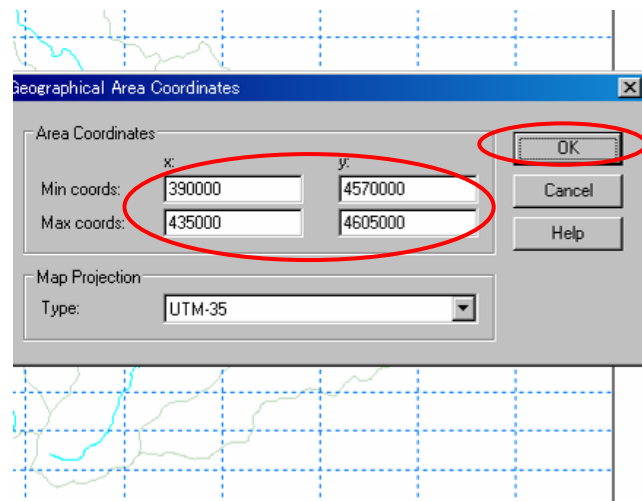 Geographical Area Coordinates
Area Coordinates
x: y:
Min coords: 390000 4570000
Max coords: 435000 4605000
Map Projection
Type: UTM-35
OK
Cancel
Help